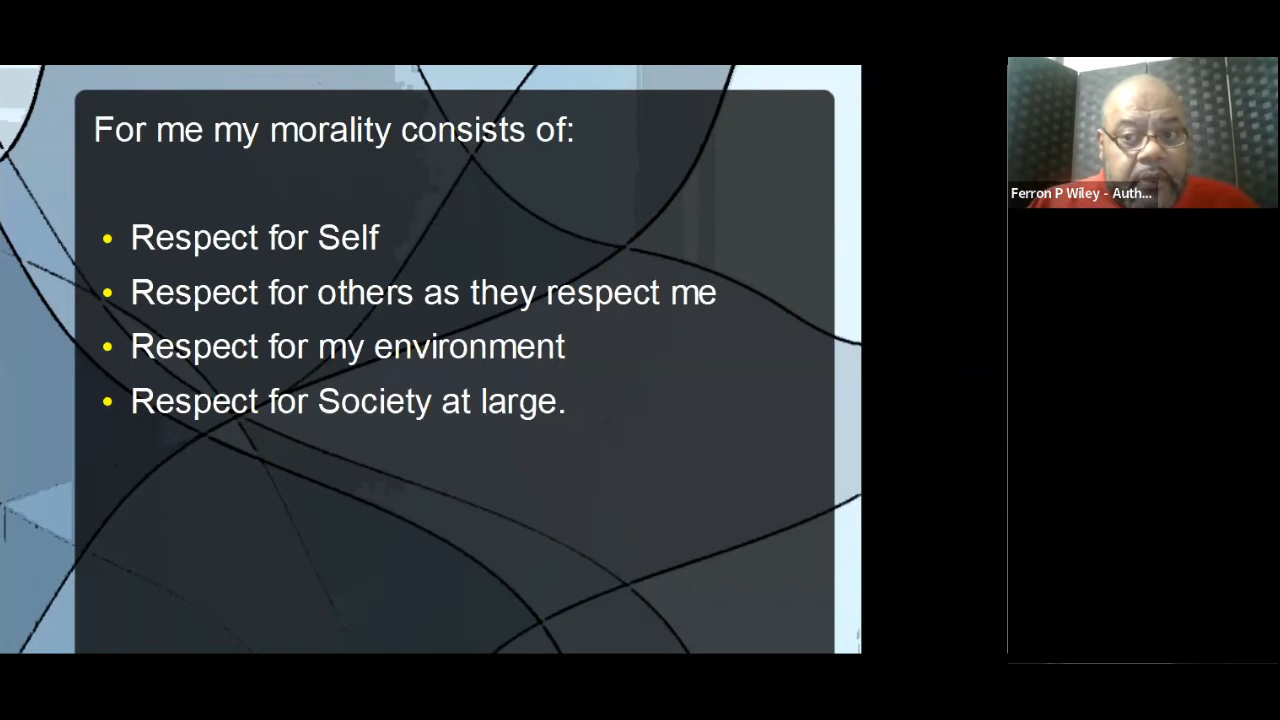 For me my morality consists of:
• Respect for Self
• Respect for others as they respect me
• Respect for my environment
• Respect for Society at large.
Ferron P Wiley - Auth...